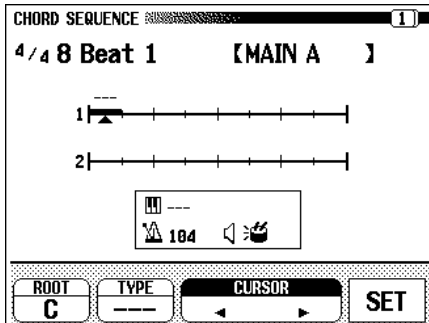 CHORD SEQUENCE 1
4/4 8 Beat 1 【MAIN A 】
---
1
2
---
104
ROOT TYPE CURSOR SET
C ---